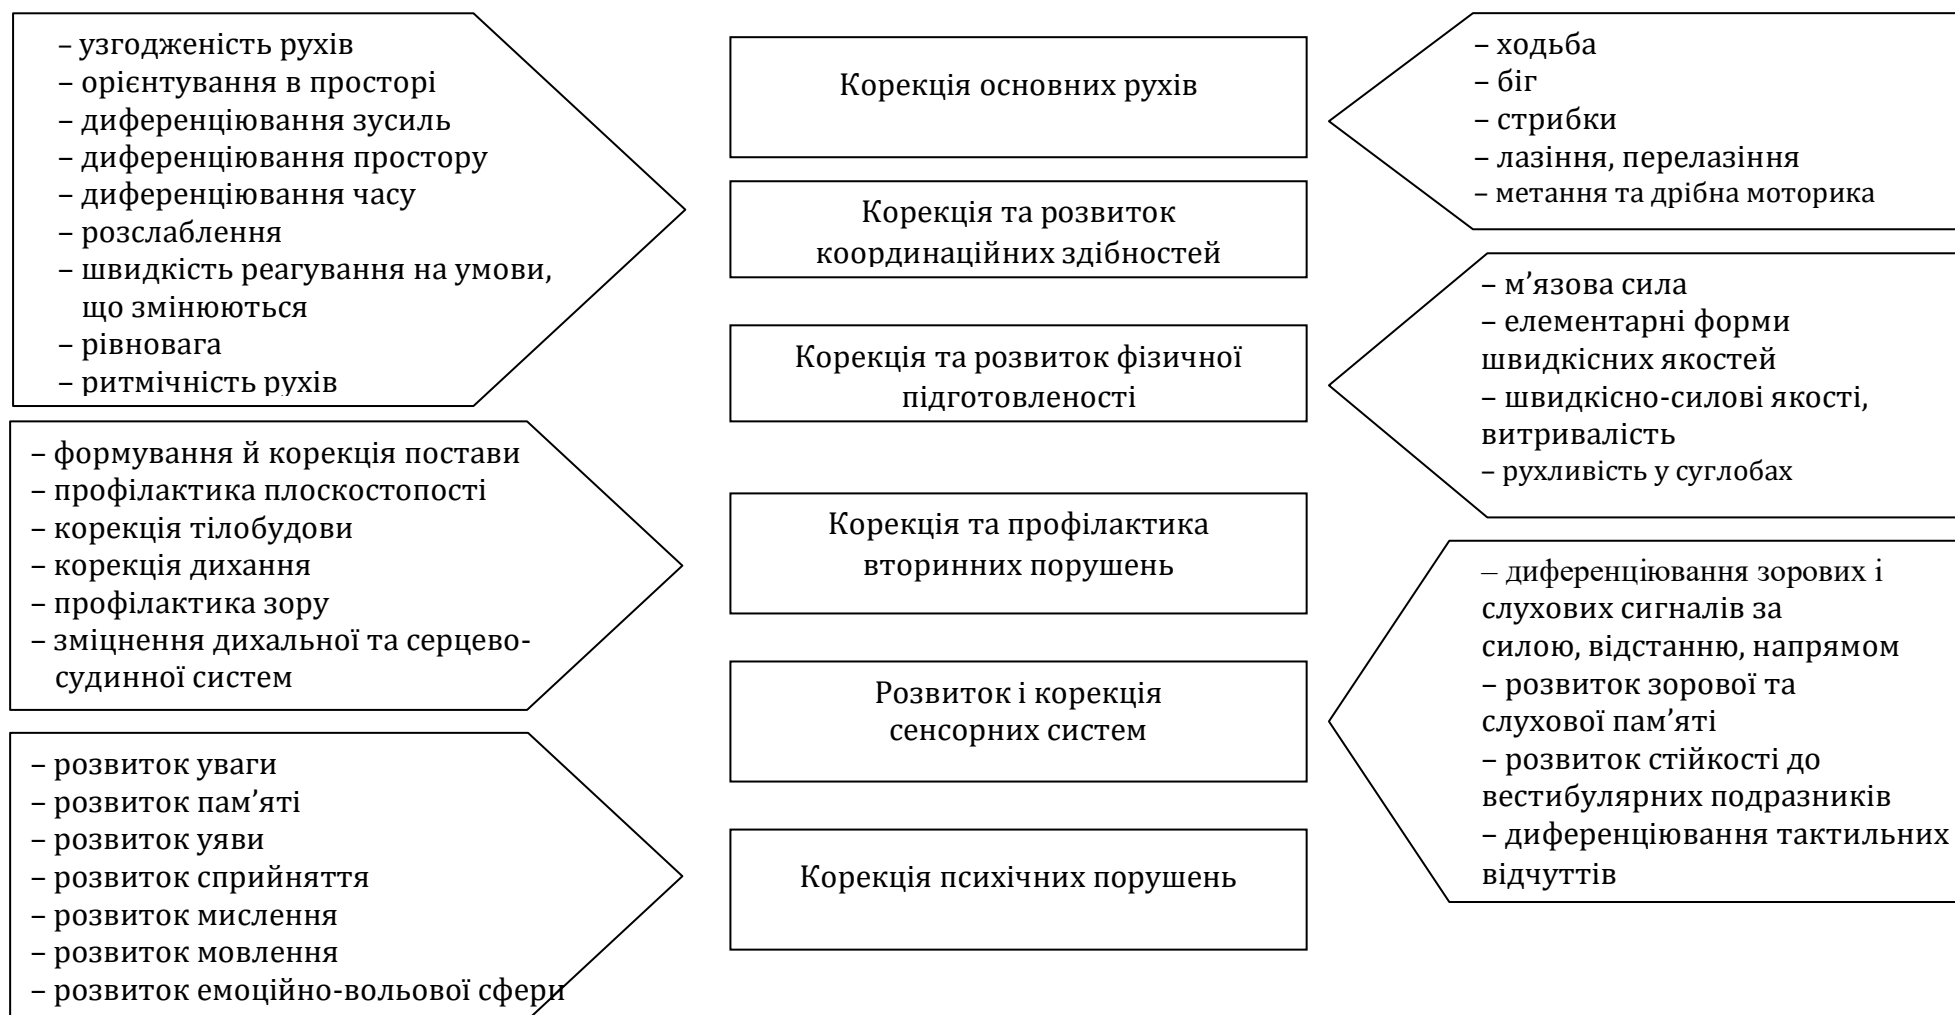 – узгодженість рухів
– орієнтування в просторі
– диференціювання зусиль
– диференціювання простору
– диференціювання часу
– розслаблення
– швидкість реагування на умови,
що змінюються
– рівновага
– ритмічність рухів
– формування й корекція постави
– профілактика плоскостопості
– корекція тілобудови
– корекція дихання
– профілактика зору
– зміцнення дихальної та серцево-
судинної систем
– розвиток уваги
– розвиток пам’яті
– розвиток уяви
– розвиток сприйняття
– розвиток мислення
– розвиток мовлення
– розвиток емоційно-вольової сфери
Корекція основних рухів
Корекція та розвиток
координаційних здібностей
Корекція та розвиток фізичної
підготовленості
Корекція та профілактика
вторинних порушень
Розвиток і корекція
сенсорних систем
Корекція психічних порушень
– ходьба
– біг
– стрибки
– лазіння, перелазіння
– метання та дрібна моторика
– м’язова сила
– елементарні форми
швидкісних якостей
– швидкісно-силові якості,
витривалість
– рухливість у суглобах
– диференціювання зорових і
слухових сигналів за
силою, відстанню, напрямом
– розвиток зорової та
слухової пам’яті
– розвиток стійкості до
вестибулярних подразників
– диференціювання тактильних
відчуттів